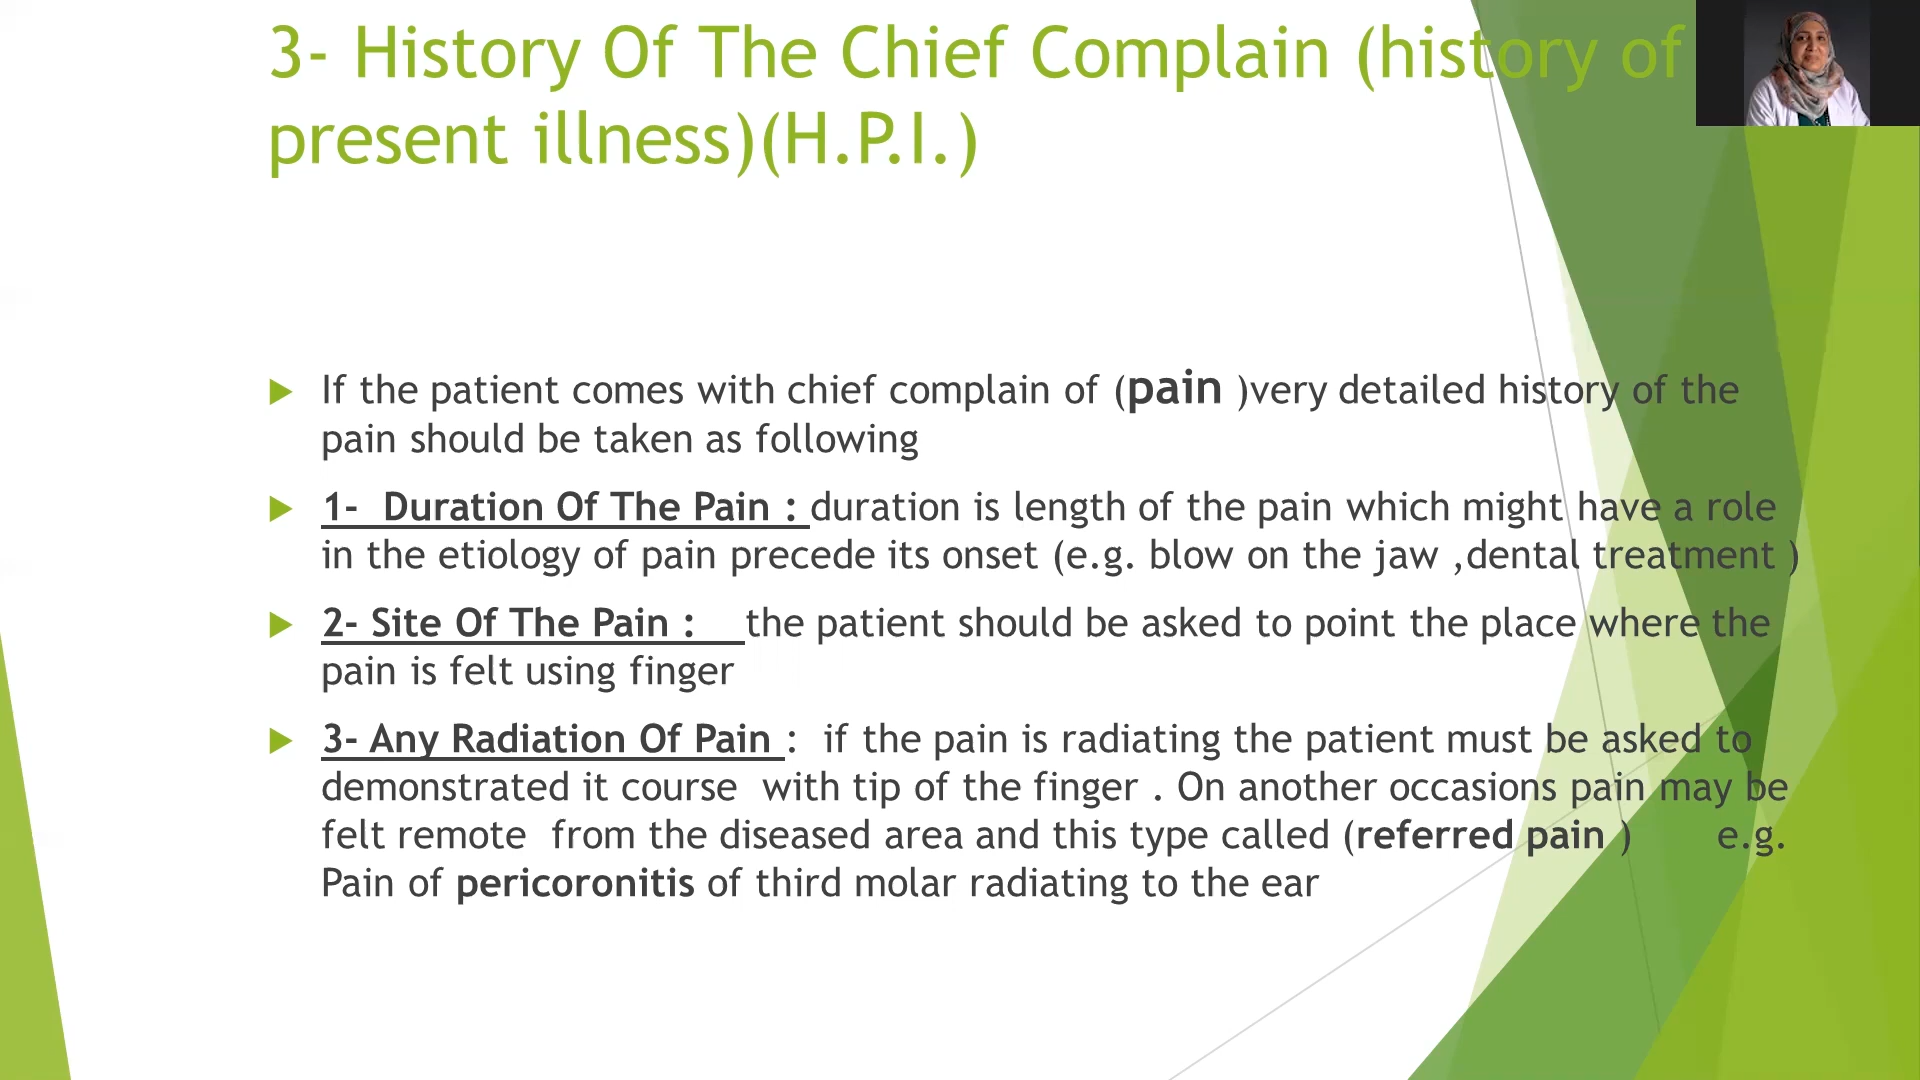 3- History Of The Chief Complain (history of
present illness)(H.P.I.)
If the patient comes with chief complain of (pain )very detailed history of the
pain should be taken as following
1- Duration Of The Pain : duration is length of the pain which might have a role
in the etiology of pain precede its onset (e.g. blow on the jaw ,dental treatment )
2- Site Of The Pain : the patient should be asked to point the place where the
pain is felt using finger
3- Any Radiation Of Pain : if the pain is radiating the patient must be asked to
demonstrated it course with tip of the finger . On another occasions pain may be
felt remote from the diseased area and this type called (referred pain ) e.g.
Pain of pericoronitis of third molar radiating to the ear